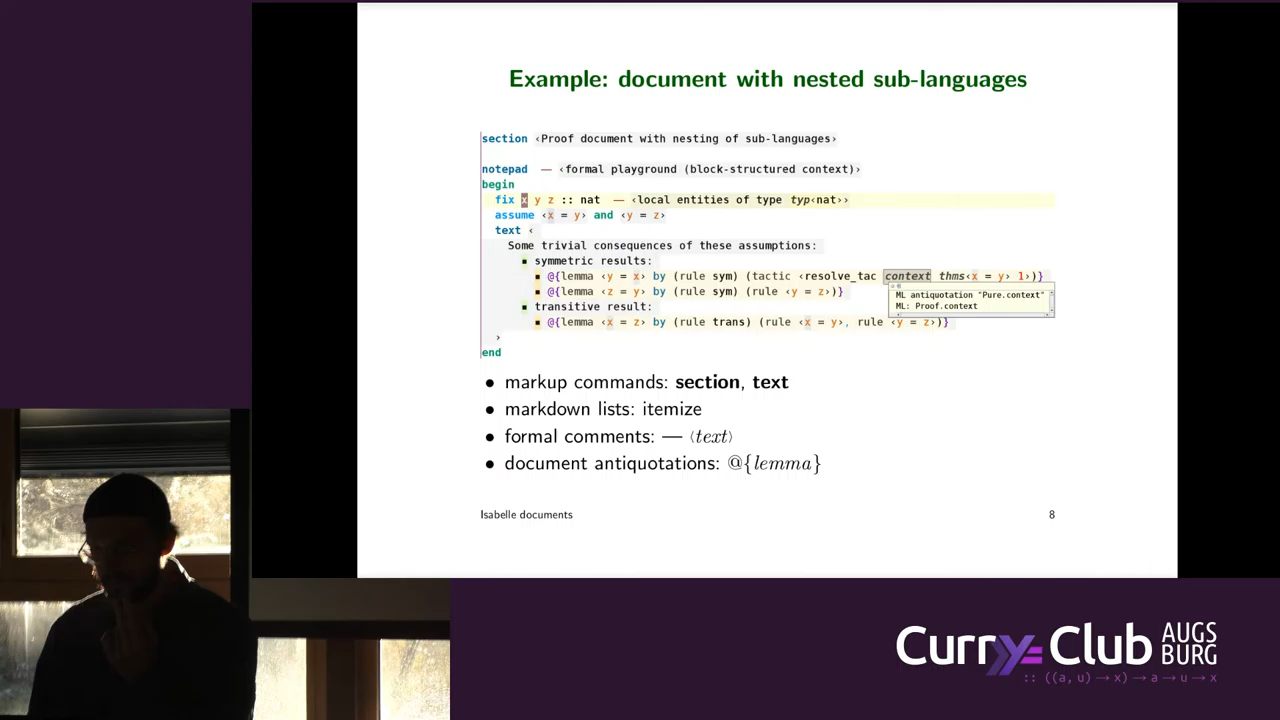 Example: document with nested sub-languages
section ‹Proof document with nesting of sub-languages›
notepad — ‹formal playground (block-structured context)›
begin
fix x y z :: nat — ‹local entities of type typ‹nat››
assume ‹x = y› and ‹y = z›
text ‹
Some trivial consequences of these assumptions:
▪ symmetric results:
▪ @{lemma ‹y = x› by (rule sym) (tactic ‹resolve_tac context thms‹x = y› 1›)}
▪ @{lemma ‹z = y› by (rule sym) (rule ‹y = z›)}
ML antiquotation "Pure.context"
ML: Proof.context
▪ transitive result:
▪ @{lemma ‹x = z› by (rule trans) (rule ‹x = y›, rule ‹y = z›)}
›
end
• markup commands: section, text
• markdown lists: itemize
• formal comments: — ⟨text⟩
• document antiquotations: @{lemma}
Isabelle documents 8
Curry Club AUGS
BURG
:: ((a, u) → x) → a → u → x